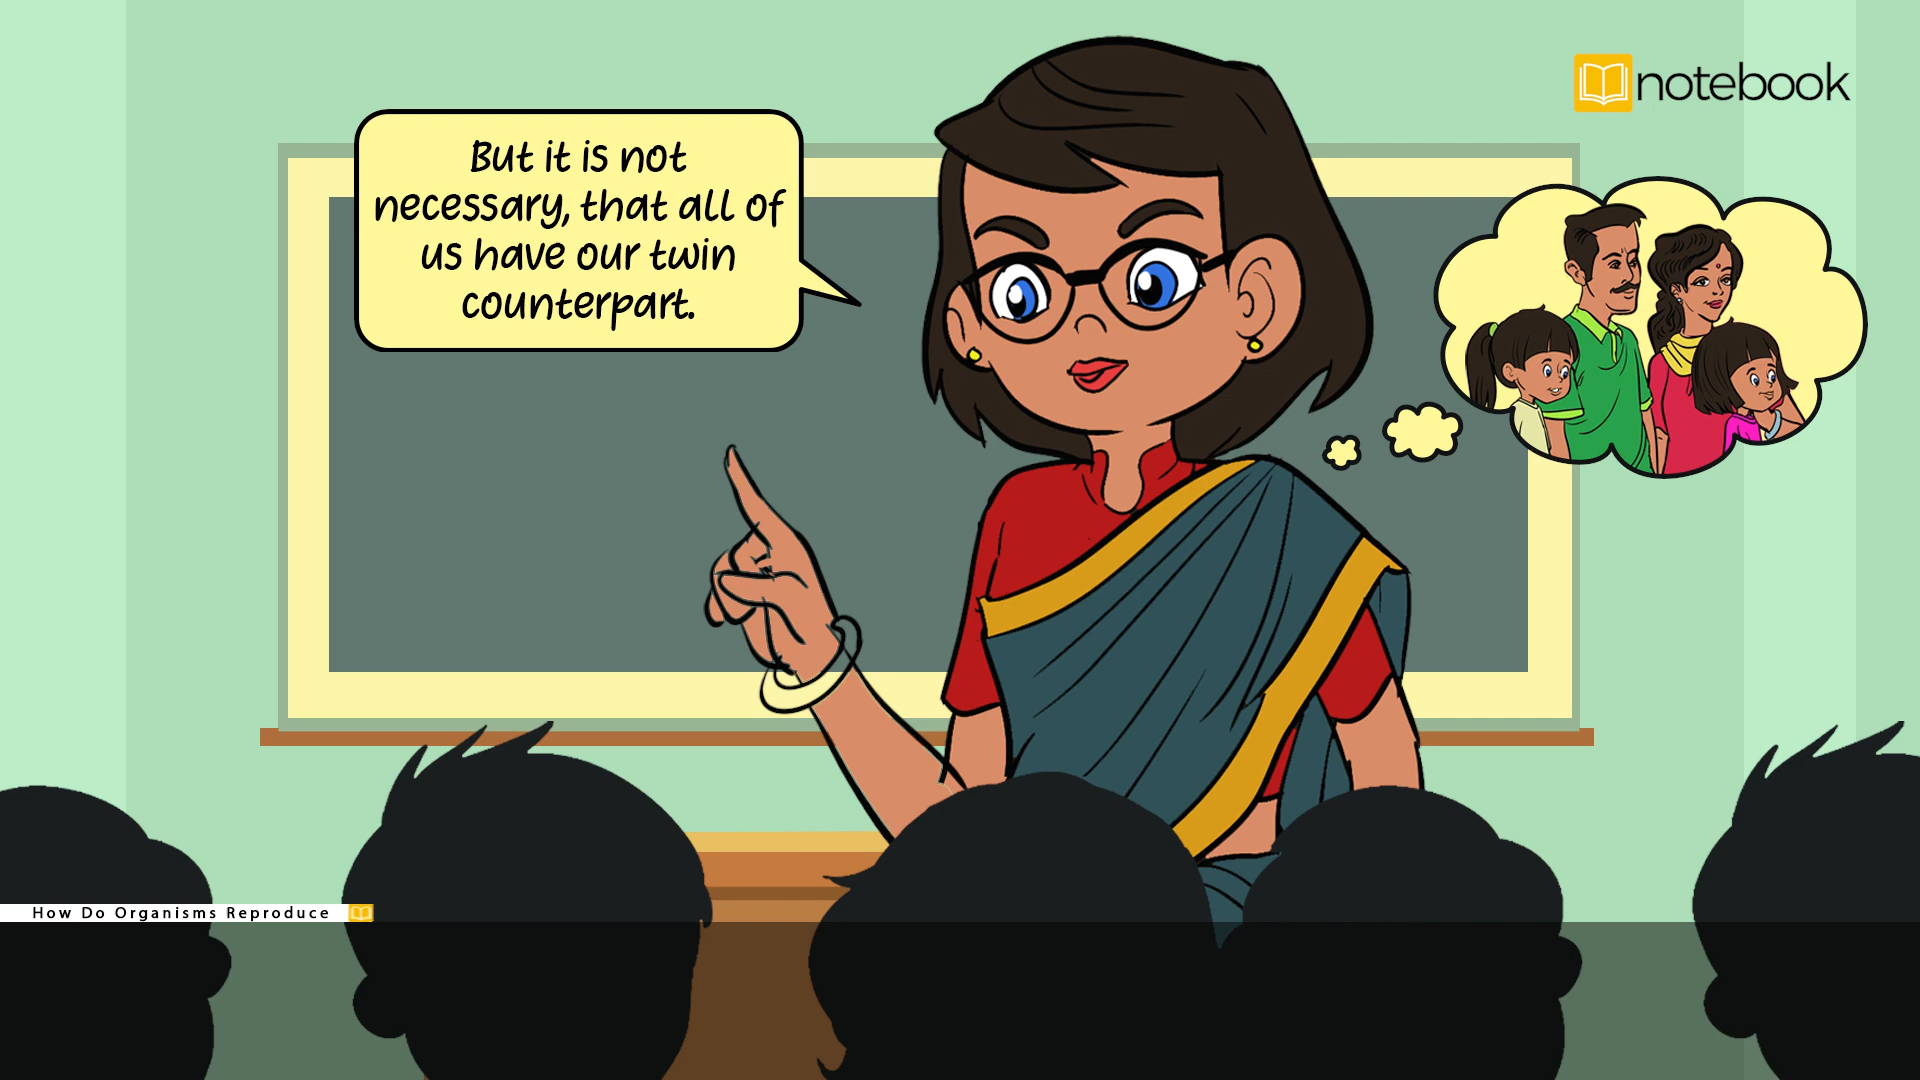 notebook
But it is not
necessary, that all of
us have our twin
counterpart.
How Do Organisms Reproduce